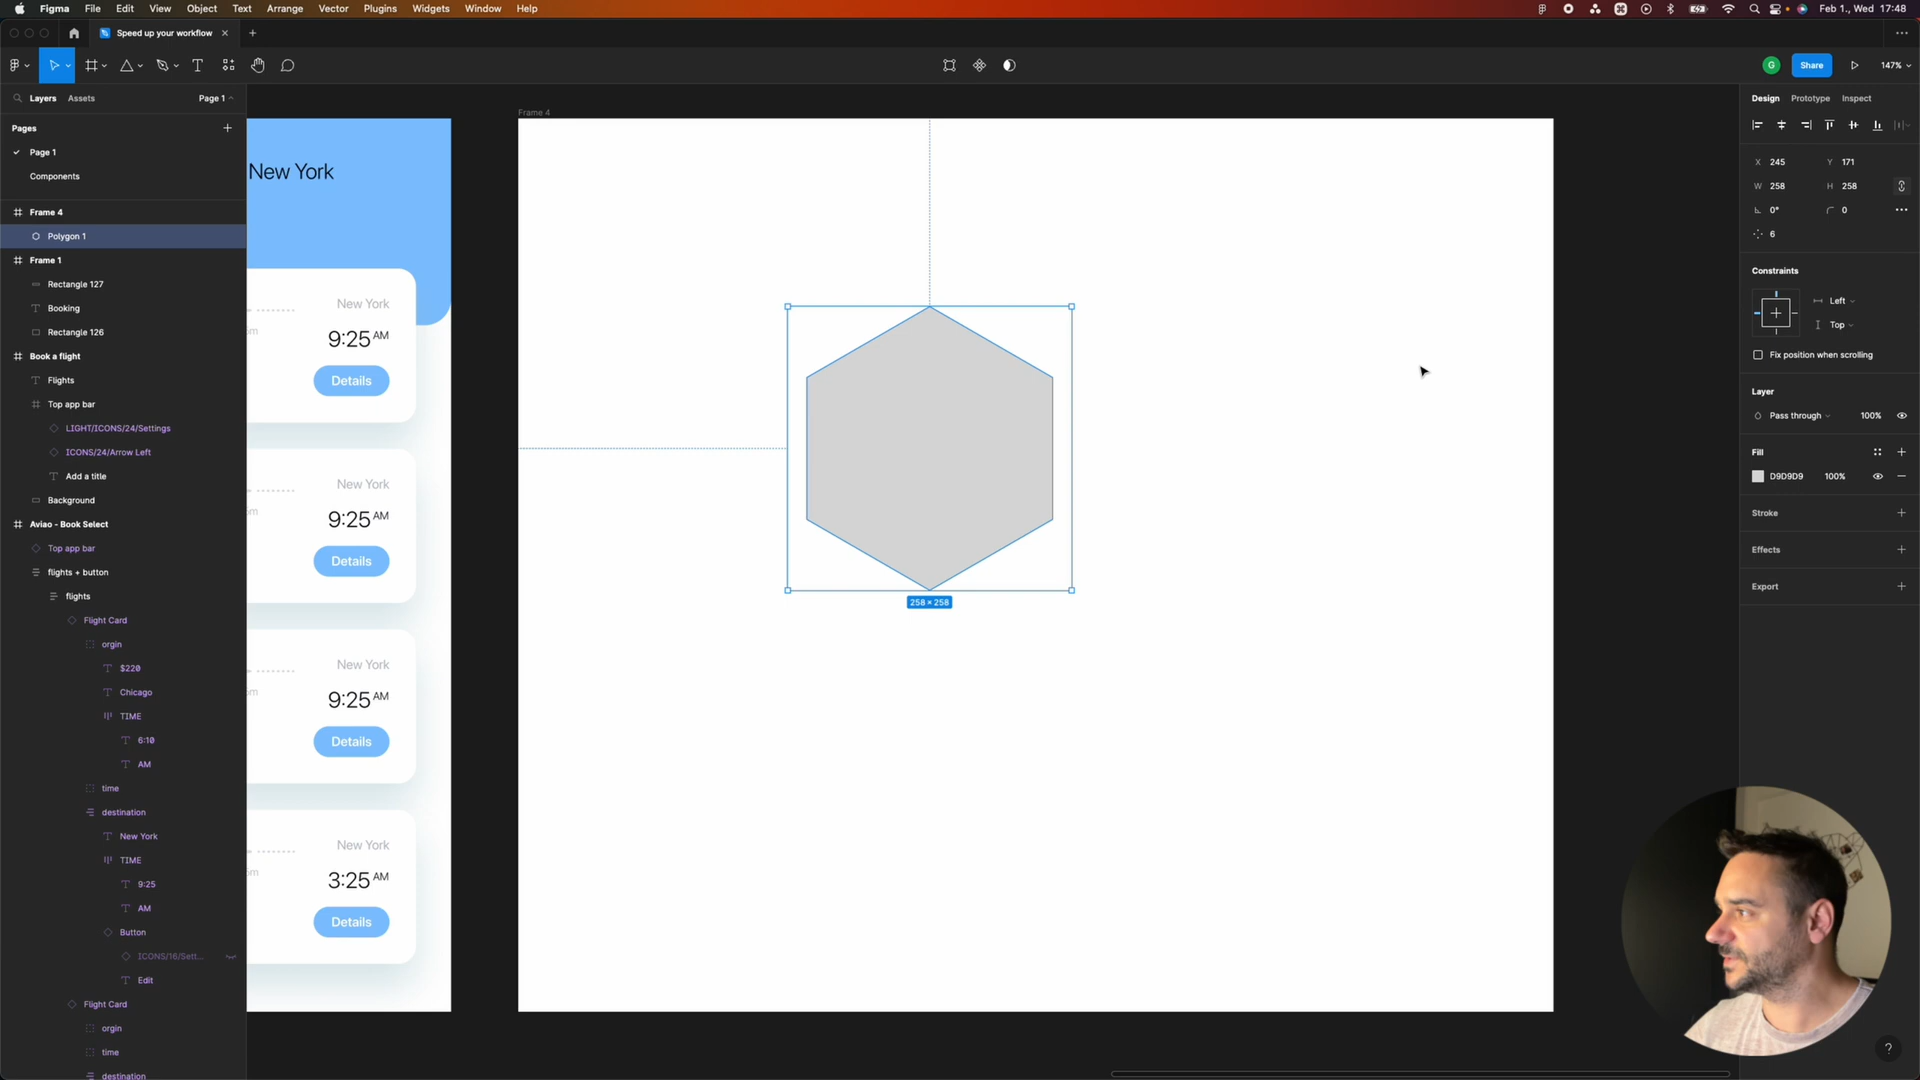 Figma File Edit View Object Text Arrange Vector Plugins Widgets Window Help
Feb 1., Wed 17:48
Speed up your workflow
G
Share
147%
Layers Assets Page 1
Pages
Page 1
Components
Frame 4
Polygon 1
Frame 1
Rectangle 127
Booking
Rectangle 126
Book a flight
Flights
Top app bar
LIGHT/ICONS/24/Settings
ICONS/24/Arrow Left
Add a title
Background
Aviao - Book Select
Top app bar
flights + button
flights
Flight Card
orgin
$220
Chicago
TIME
6:10
AM
time
destination
New York
TIME
9:25
AM
Button
ICONS/16/Sett...
Edit
Flight Card
orgin
time
destination
New York
New York
9:25 AM
Details
New York
9:25 AM
Details
New York
9:25 AM
Details
New York
3:25 AM
Details
Frame 4
258 × 258
Design Prototype Inspect
X 245 Y 171
W 258 H 258
0° 0
6
Constraints
Left
Top
Fix position when scrolling
Layer
Pass through 100%
Fill
D9D9D9 100%
Stroke
Effects
Export
?